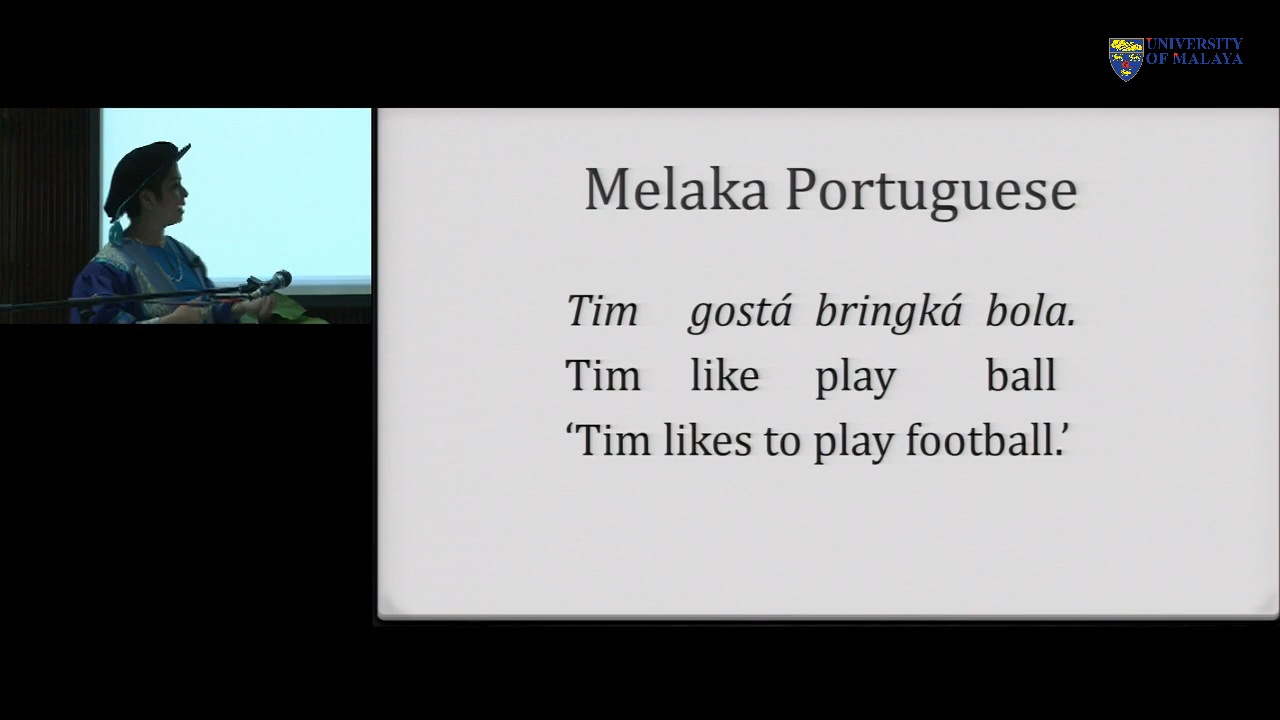 UNIVERSITY
OF MALAYA
Melaka Portuguese
Tim gostá bringká bola.
Tim like play ball
‘Tim likes to play football.’